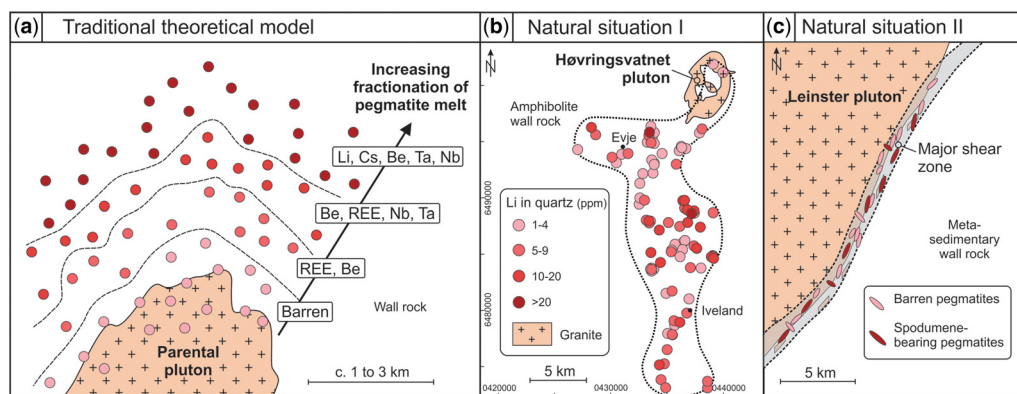 (a) Traditional theoretical model
Increasing
fractionation of
pegmatite melt
Li, Cs, Be, Ta, Nb
Be, REE, Nb, Ta
REE, Be
Barren
Wall rock
Parental
pluton
c. 1 to 3 km
(b) Natural situation I
N
Høvringsvatnet
pluton
Amphibolite
wall rock
Evje
6490000
Li in quartz (ppm)
1-4
5-9
10-20
>20
Granite
6480000
Iveland
5 km
0420000
0430000
0440000
(c) Natural situation II
N
Leinster pluton
Major shear
zone
Meta-
sedimentary
wall rock
Barren pegmatites
Spodumene-
bearing pegmatites
5 km